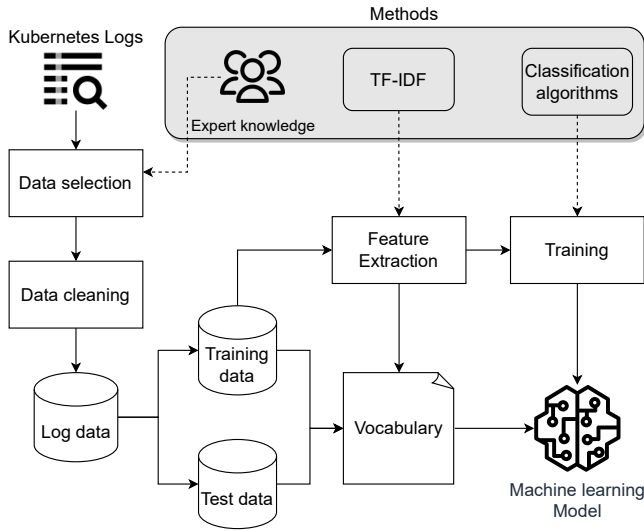 Methods
Kubernetes Logs
Expert knowledge
TF-IDF
Classification
algorithms
Data selection
Feature
Extraction
Training
Data cleaning
Training
data
Log data
Vocabulary
Test data
Machine learning
Model